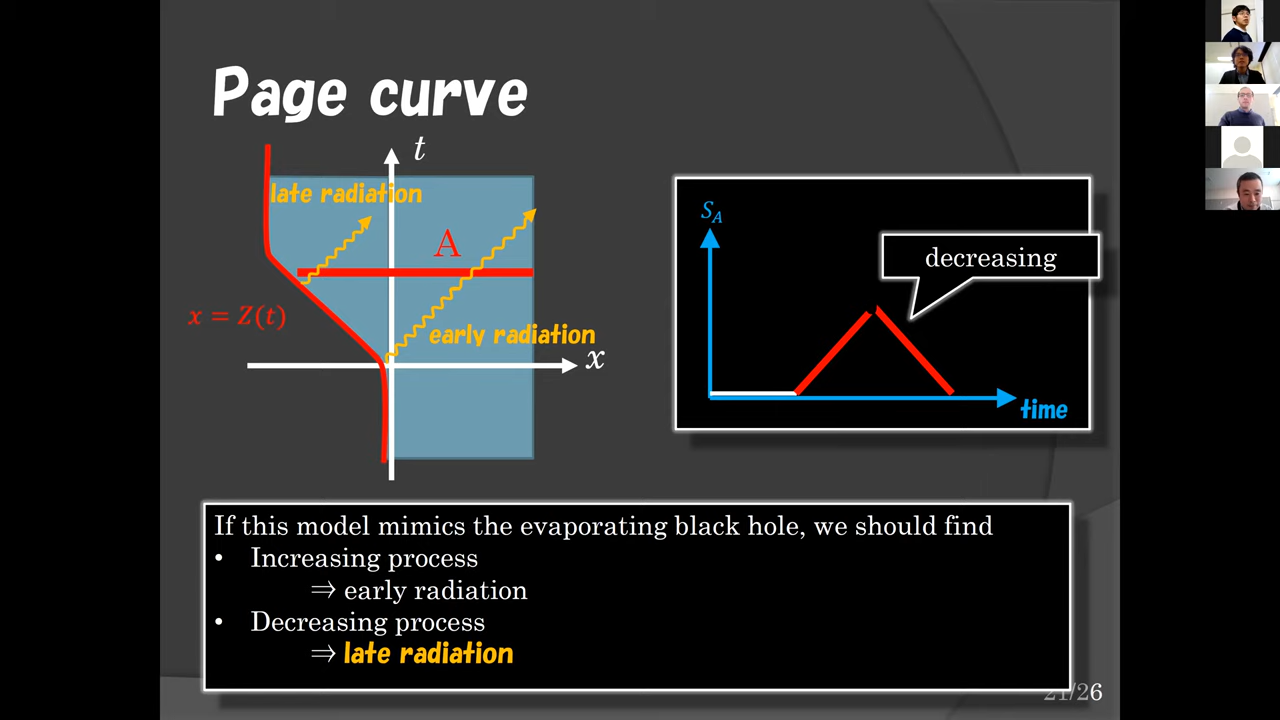 Page curve
t
late radiation
A
x = Z(t)
early radiation
x
S_A
decreasing
time
If this model mimics the evaporating black hole, we should find
• Increasing process
⇒ early radiation
• Decreasing process
⇒ late radiation
21/26